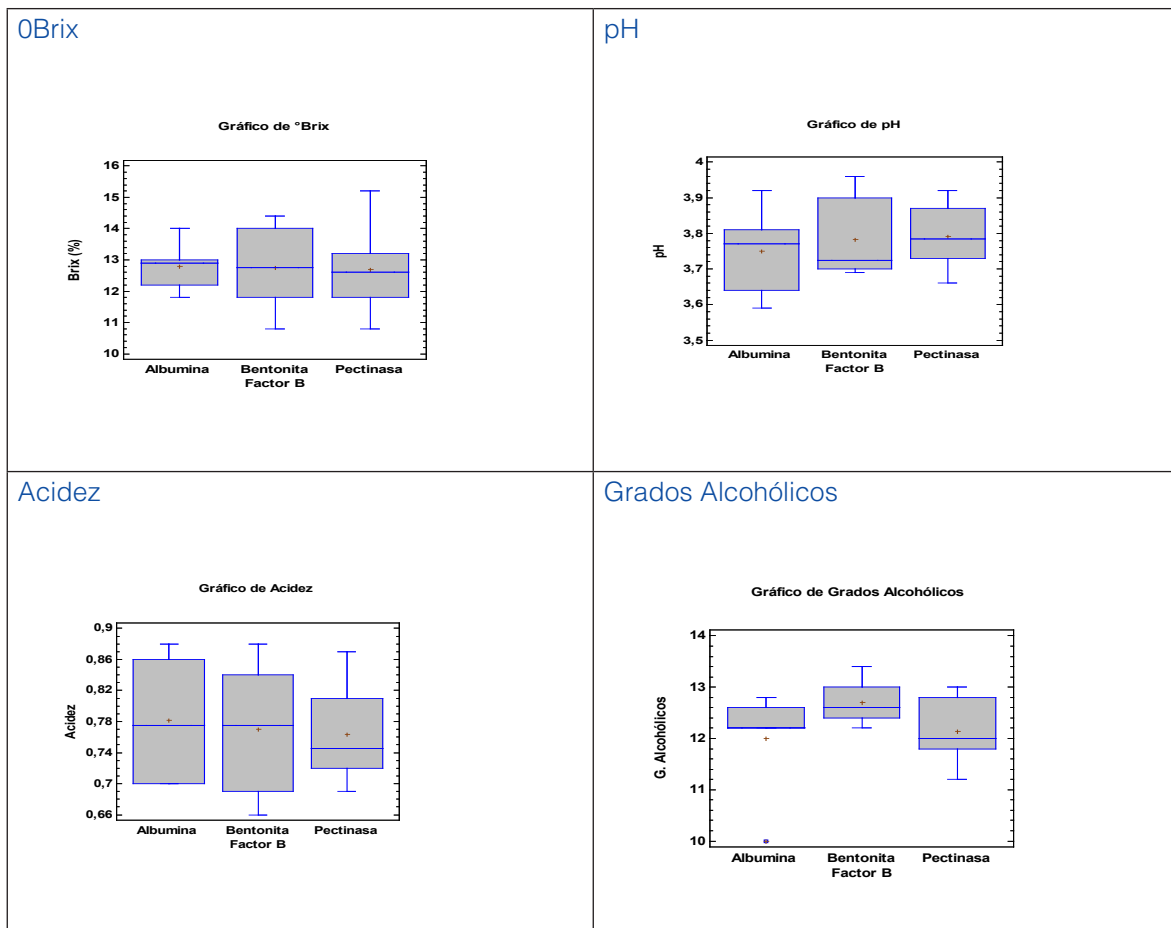 0Brix
Gráfico de °Brix
Brix (%)
16
15
14
13
12
11
10
Albumina Bentonita Pectinasa
Factor B
pH
Gráfico de pH
pH
4
3,9
3,8
3,7
3,6
3,5
Albumina Bentonita Pectinasa
Factor B
Acidez
Gráfico de Acidez
Acidez
0,9
0,86
0,82
0,78
0,74
0,7
0,66
Albumina Bentonita Pectinasa
Factor B
Grados Alcohólicos
Gráfico de Grados Alcohólicos
G. Alcohólicos
14
13
12
11
10
Albumina Bentonita Pectinasa
Factor B